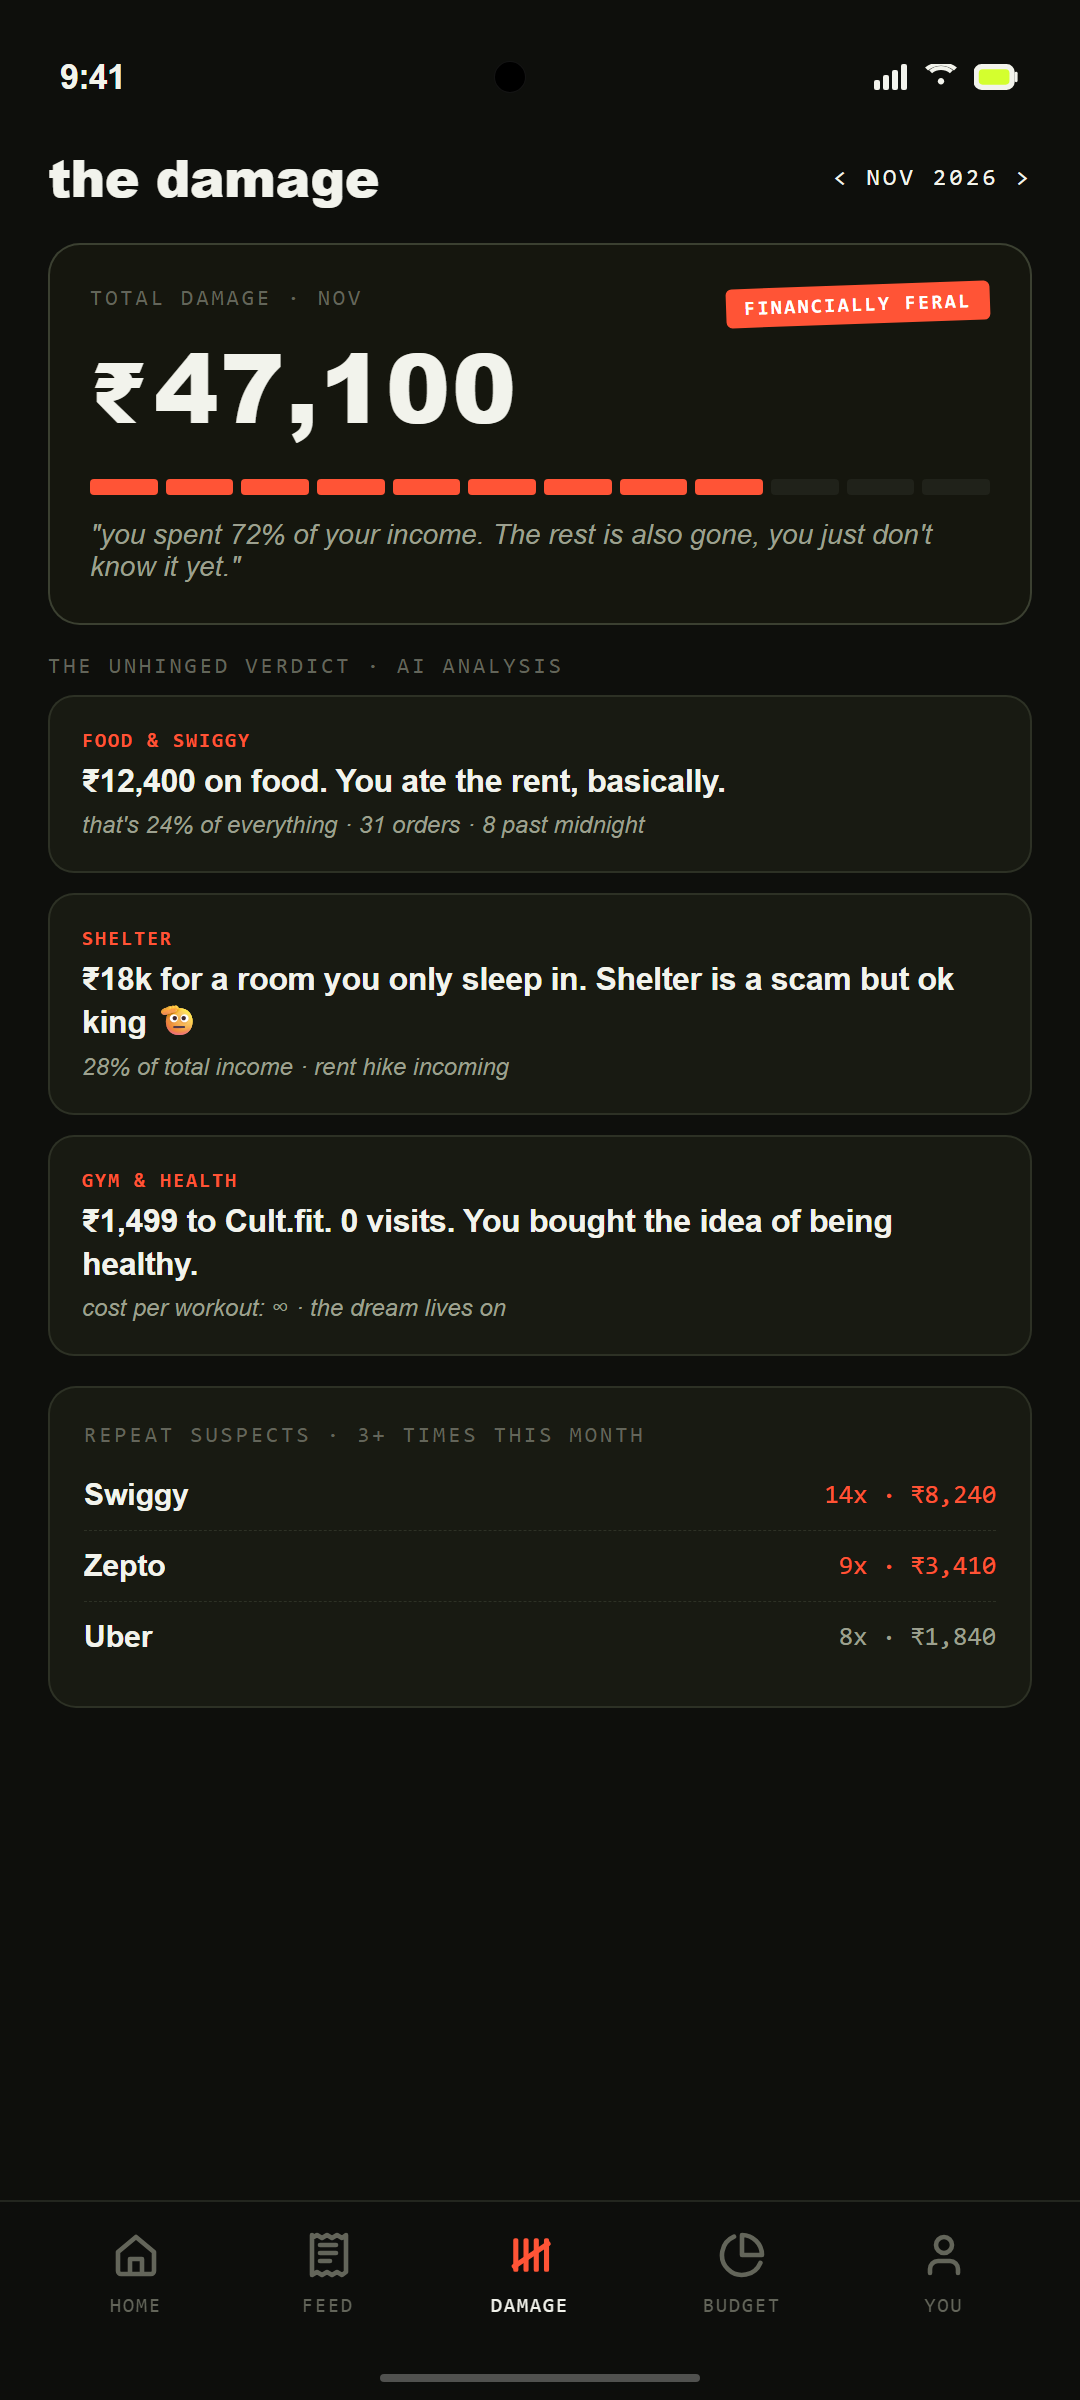 9:41
the damage
‹ NOV 2026 ›
TOTAL DAMAGE · NOV
FINANCIALLY FERAL
₹47,100
"you spent 72% of your income. The rest is also gone, you just don't
know it yet."
THE UNHINGED VERDICT · AI ANALYSIS
FOOD & SWIGGY
₹12,400 on food. You ate the rent, basically.
that's 24% of everything · 31 orders · 8 past midnight
SHELTER
₹18k for a room you only sleep in. Shelter is a scam but ok
king 🫡
28% of total income · rent hike incoming
GYM & HEALTH
₹1,499 to Cult.fit. 0 visits. You bought the idea of being
healthy.
cost per workout: ∞ · the dream lives on
REPEAT SUSPECTS · 3+ TIMES THIS MONTH
Swiggy 14x · ₹8,240
Zepto 9x · ₹3,410
Uber 8x · ₹1,840
HOME FEED DAMAGE BUDGET YOU